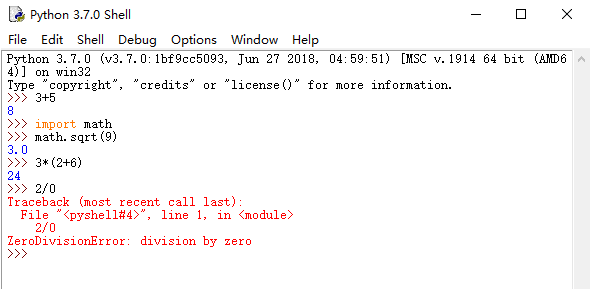 Python 3.7.0 Shell
File Edit Shell Debug Options Window Help
Python 3.7.0 (v3.7.0:1bf9cc5093, Jun 27 2018, 04:59:51) [MSC v.1914 64 bit (AMD6
4)] on win32
Type "copyright", "credits" or "license()" for more information.
>>> 3+5
8
>>> import math
>>> math.sqrt(9)
3.0
>>> 3*(2+6)
24
>>> 2/0
Traceback (most recent call last):
  File "<pyshell#4>", line 1, in <module>
    2/0
ZeroDivisionError: division by zero
>>>